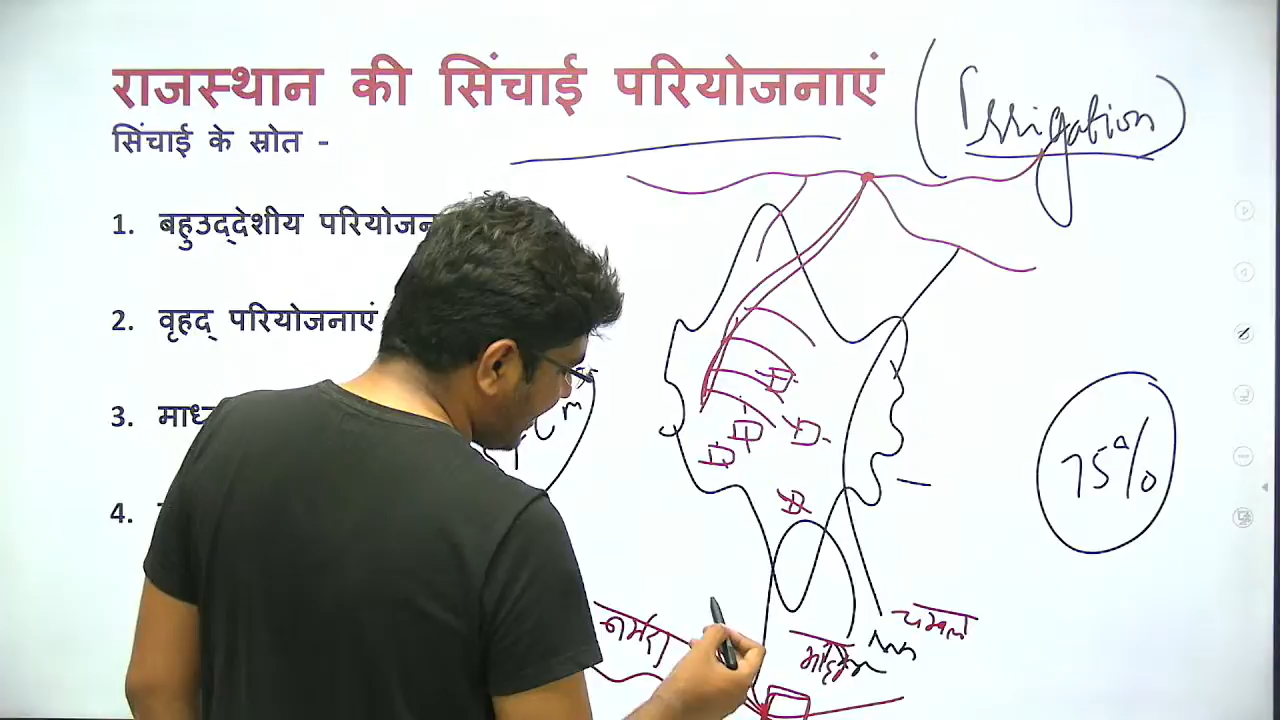 राजस्थान की सिंचाई परियोजनाएं (Irrigation)
सिंचाई के स्रोत -
1. बहुउद्देशीय परियोजन
2. वृहद् परियोजनाएं
3. माध्य
4.
75%
D
D
D
D
D
नर्मदा
चम्बल